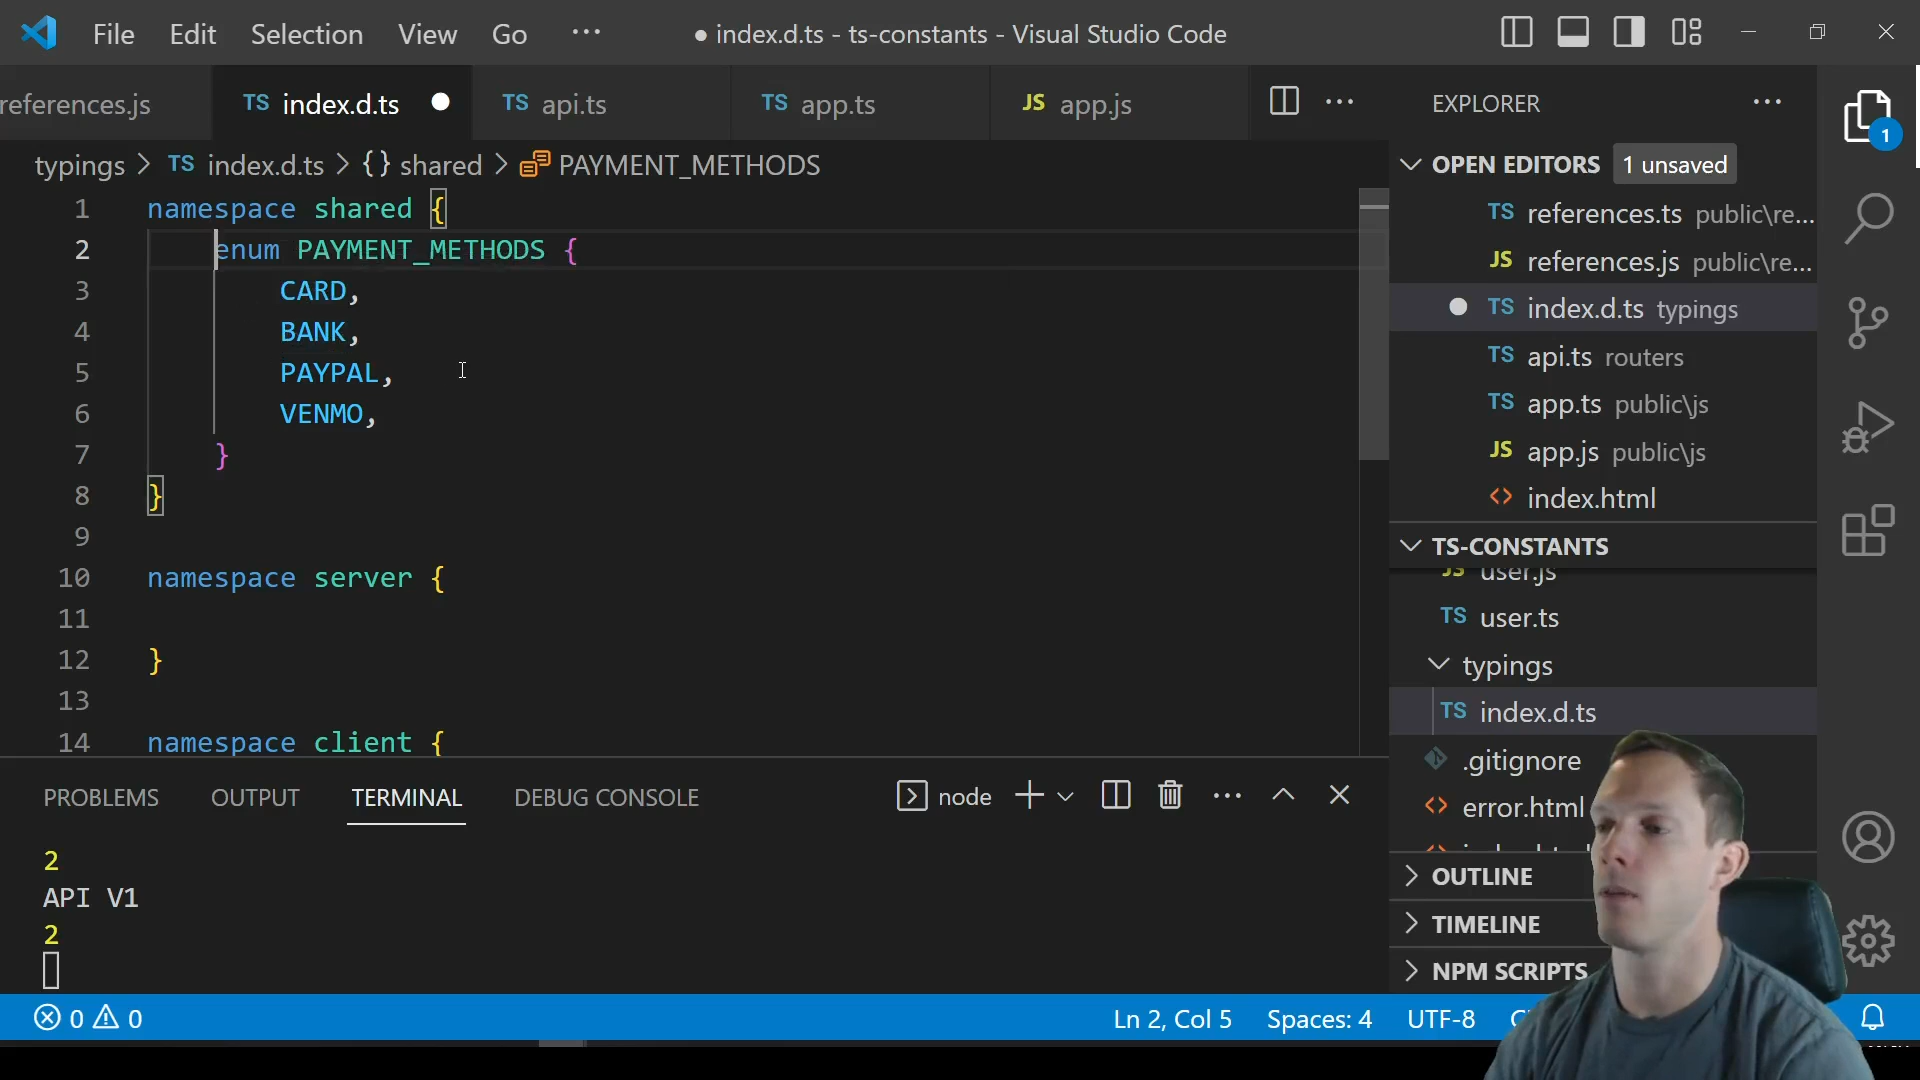 File Edit Selection View Go ··· ● index.d.ts - ts-constants - Visual Studio Code
references.js TS index.d.ts TS api.ts TS app.ts JS app.js
typings > TS index.d.ts > {} shared > PAYMENT_METHODS
1 namespace shared {
2 enum PAYMENT_METHODS {
3 CARD,
4 BANK,
5 PAYPAL,
6 VENMO,
7 }
8 }
9
10 namespace server {
11
12 }
13
14 namespace client {
PROBLEMS OUTPUT TERMINAL DEBUG CONSOLE node
2
API V1
2
EXPLORER
OPEN EDITORS 1 unsaved
TS references.ts public\re...
JS references.js public\re...
TS index.d.ts typings
TS api.ts routers
TS app.ts public\js
JS app.js public\js
<> index.html
TS-CONSTANTS
JS user.js
TS user.ts
typings
TS index.d.ts
.gitignore
<> error.html
OUTLINE
TIMELINE
NPM SCRIPTS
1
0 0 Ln 2, Col 5 Spaces: 4 UTF-8